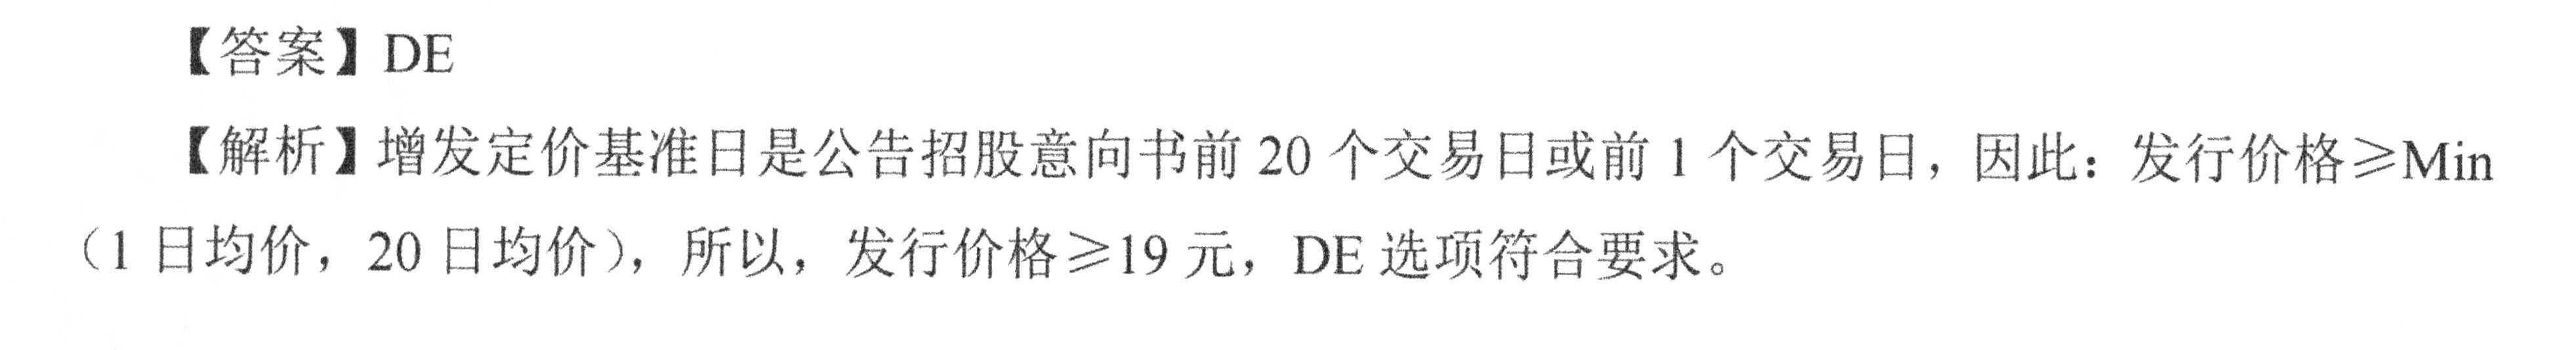 【答案】DE
【解析】增发定价基准日是公告招股意向书前 20 个交易日或前 1 个交易日，因此：发行价格≥Min
（1 日均价，20 日均价），所以，发行价格≥19 元，DE 选项符合要求。